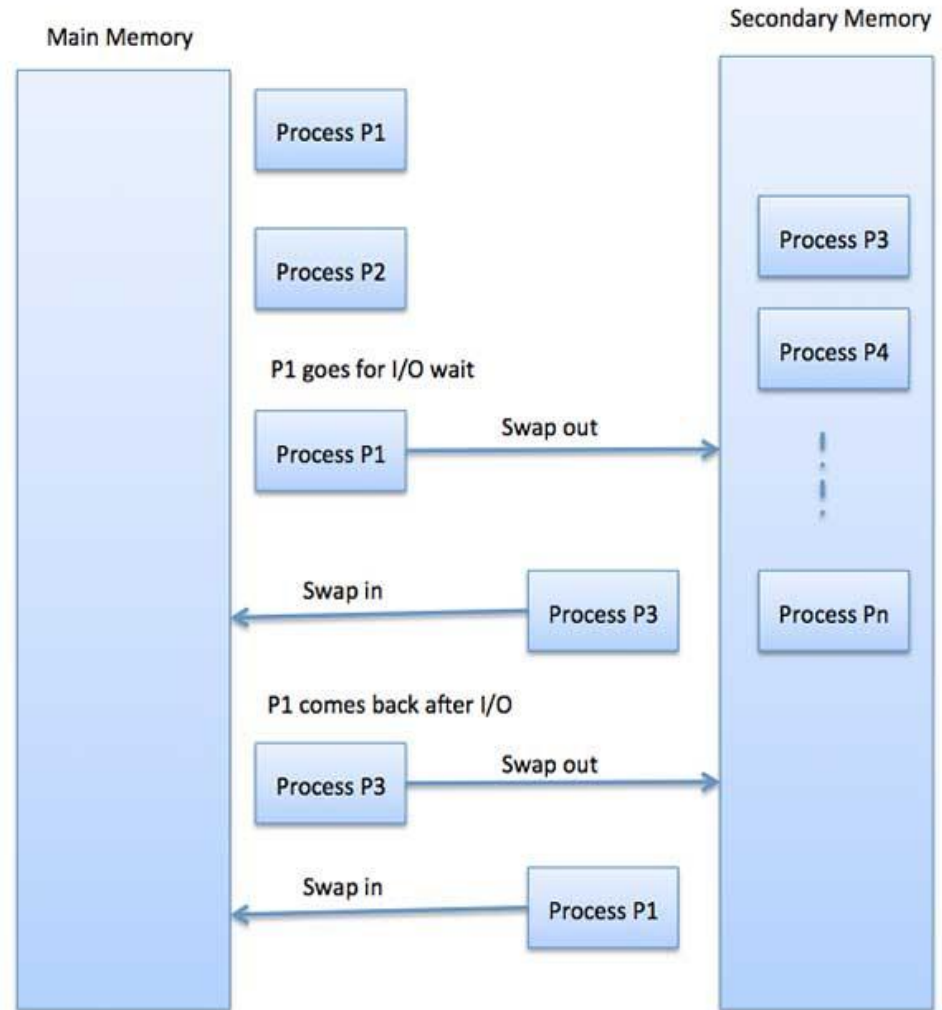 Main Memory
Secondary Memory
Process P1
Process P2
Process P3
Process P4
P1 goes for I/O wait
Process P1
Swap out
Swap in
Process P3
Process Pn
P1 comes back after I/O
Process P3
Swap out
Swap in
Process P1